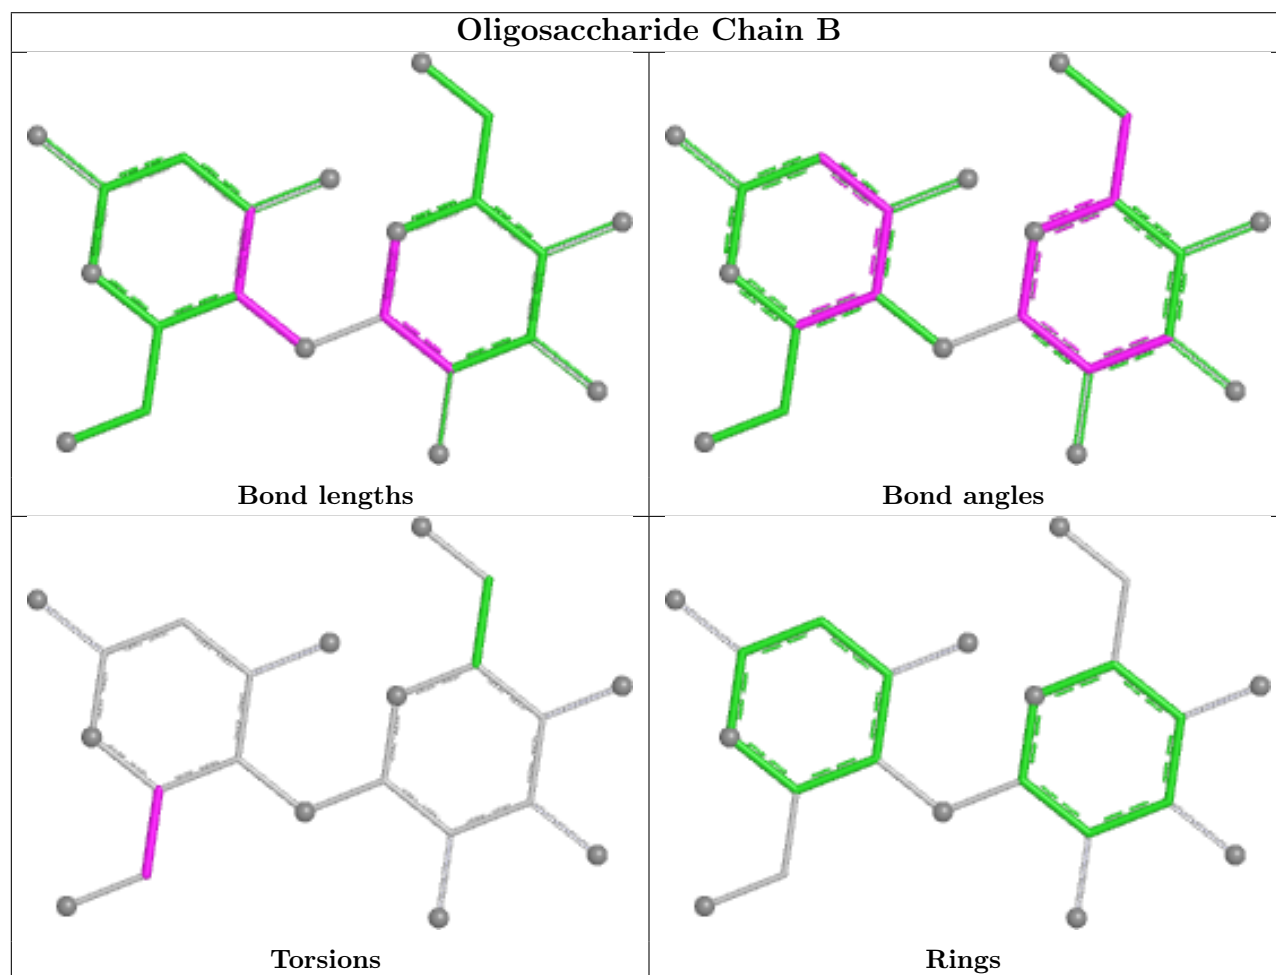 Oligosaccharide Chain B
Bond lengths
Bond angles
Torsions
Rings